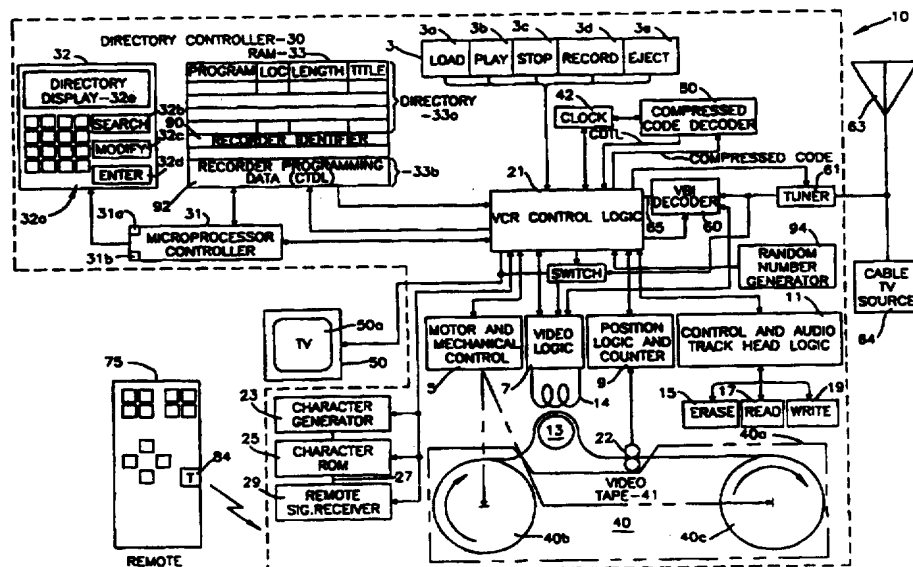 10
DIRECTORY CONTROLLER-30
32
RAM-33
PROGRAM LOC LENGTH TITLE
DIRECTORY DISPLAY-32e
32b
SEARCH
32c
MODIFY
32d
ENTER
32a
DIRECTORY -33a
90
RECORDER IDENTIFIER
RECORDER PROGRAMMING DATA (CTDL)
-33b
92
31a
31
MICROPROCESSOR CONTROLLER
31b
3
3a 3b 3c 3d 3e
LOAD PLAY STOP RECORD EJECT
42
CLOCK
80
COMPRESSED CODE DECODER
CDTL
COMPRESSED CODE
21
VCR CONTROL LOGIC
VBI DECODER
65
60
61
TUNER
63
94
RANDOM NUMBER GENERATOR
CABLE TV SOURCE
64
SWITCH
TV
50a
50
MOTOR AND MECHANICAL CONTROL
5
VIDEO LOGIC
7
POSITION LOGIC AND COUNTER
9
11
CONTROL AND AUDIO TRACK HEAD LOGIC
15
ERASE
17
READ
19
WRITE
14
13
22
40a
VIDEO TAPE-41
40
40b
40c
23
CHARACTER GENERATOR
25
CHARACTER ROM
27
29
REMOTE SIG.RECEIVER
75
T
84
REMOTE